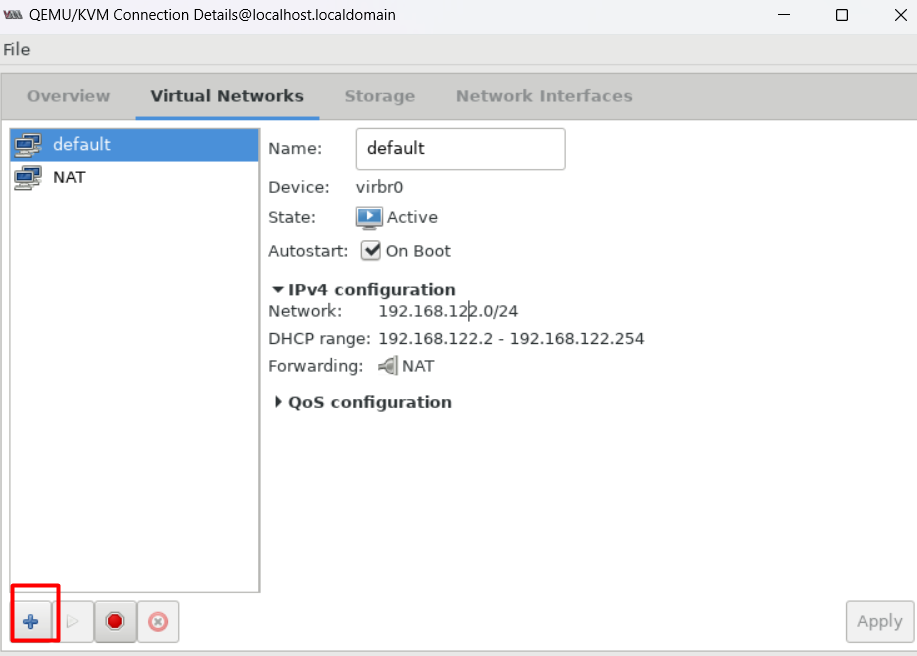 QEMU/KVM Connection Details@localhost.localdomain
File
Overview Virtual Networks Storage Network Interfaces
default
NAT
Name: default
Device: virbr0
State: Active
Autostart: On Boot
IPv4 configuration
Network: 192.168.122.0/24
DHCP range: 192.168.122.2 - 192.168.122.254
Forwarding: NAT
QoS configuration
Apply